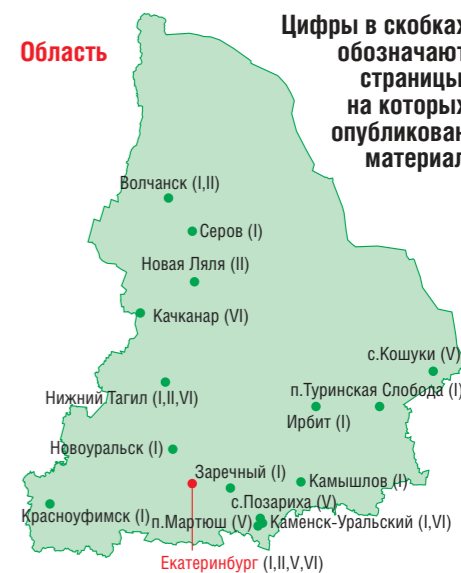 Область
Цифры в скобках
обозначают
страницы,
на которых
опубликован
материал
Волчанск (I,II)
Серов (I)
Новая Ляля (II)
Качканар (VI)
с.Кошуки (V)
Нижний Тагил (I,II,VI)
п.Туринская Слобода (I)
Ирбит (I)
Новоуральск (I)
Заречный (I)
Камышлов (I)
с.Позариха (V)
Красноуфимск (I)
п.Мартюш (V)
Каменск-Уральский (I,VI)
Екатеринбург (I,II,V,VI)